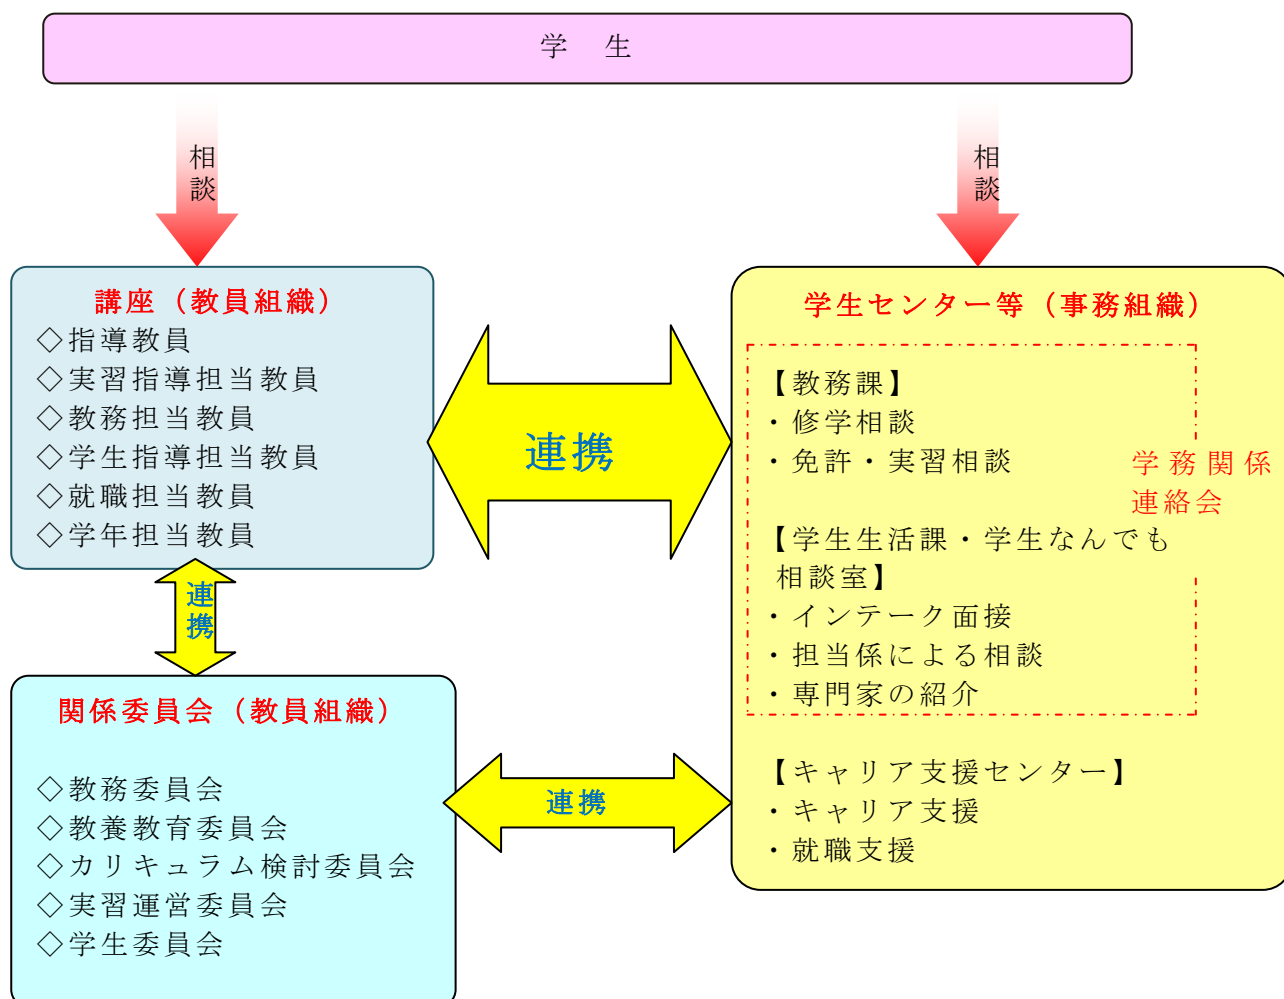 学 生
相談
相談
講座（教員組織）
◇指導教員
◇実習指導担当教員
◇教務担当教員
◇学生指導担当教員
◇就職担当教員
◇学年担当教員
連携
学生センター等（事務組織）
【教務課】
・修学相談
・免許・実習相談
学務関係
連絡会
【学生生活課・学生なんでも
相談室】
・インテーク面接
・担当係による相談
・専門家の紹介
【キャリア支援センター】
・キャリア支援
・就職支援
連携
関係委員会（教員組織）
◇教務委員会
◇教養教育委員会
◇カリキュラム検討委員会
◇実習運営委員会
◇学生委員会
連携